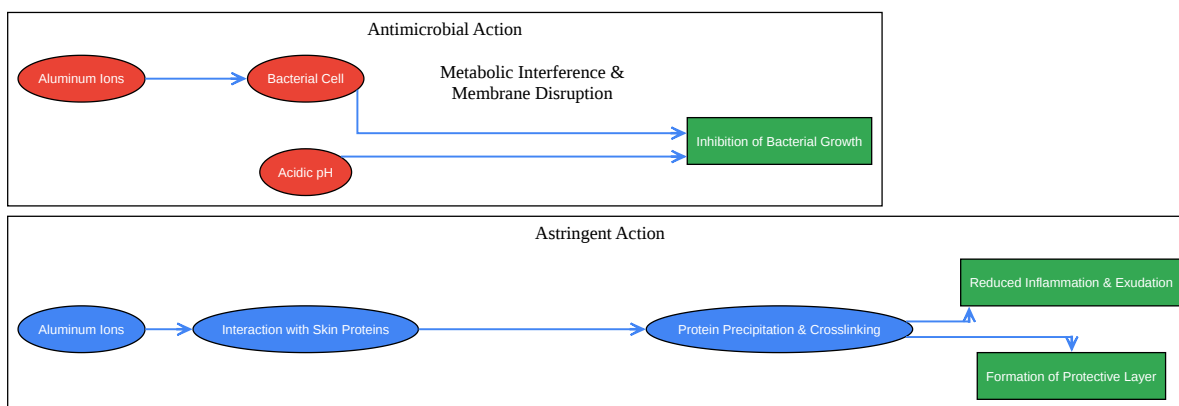 Antimicrobial Action
Aluminum Ions
Bacterial Cell
Metabolic Interference &
Membrane Disruption
Inhibition of Bacterial Growth
Acidic pH
Astringent Action
Reduced Inflammation & Exudation
Aluminum Ions
Interaction with Skin Proteins
Protein Precipitation & Crosslinking
Formation of Protective Layer